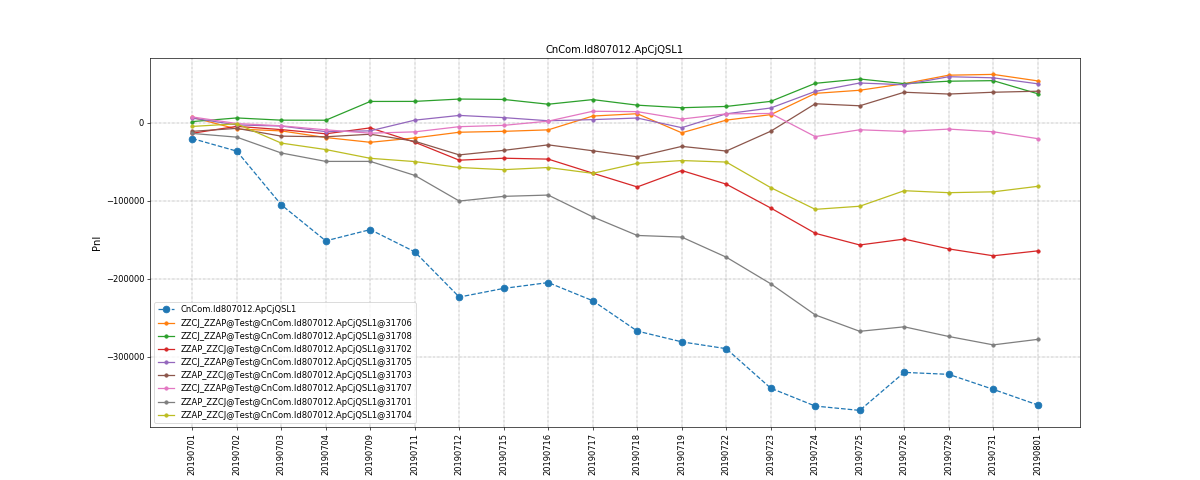 CnCom.Id807012.ApCjQSL1
Pnl
0
−100000
−200000
−300000
CnCom.Id807012.ApCjQSL1
ZZCJ_ZZAP@Test@CnCom.Id807012.ApCjQSL1@31706
ZZCJ_ZZAP@Test@CnCom.Id807012.ApCjQSL1@31708
ZZAP_ZZCJ@Test@CnCom.Id807012.ApCjQSL1@31702
ZZCJ_ZZAP@Test@CnCom.Id807012.ApCjQSL1@31705
ZZAP_ZZCJ@Test@CnCom.Id807012.ApCjQSL1@31703
ZZCJ_ZZAP@Test@CnCom.Id807012.ApCjQSL1@31707
ZZAP_ZZCJ@Test@CnCom.Id807012.ApCjQSL1@31701
ZZAP_ZZCJ@Test@CnCom.Id807012.ApCjQSL1@31704
20190701
20190702
20190703
20190704
20190709
20190711
20190712
20190715
20190716
20190717
20190718
20190719
20190722
20190723
20190724
20190725
20190726
20190729
20190731
20190801